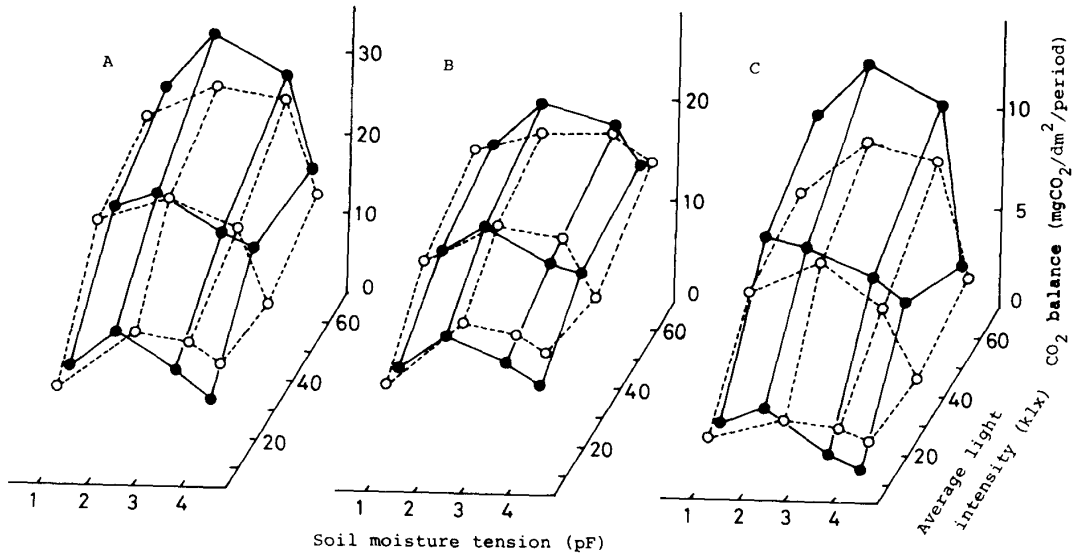 A
B
C
30
20
10
0
20
10
0
10
5
0
60
40
20
60
40
20
60
40
20
1 2 3 4
1 2 3 4
1 2 3 4
Soil moisture tension (pF)
Average light
intensity (klx)
CO2 balance (mgCO2/dm2/period)